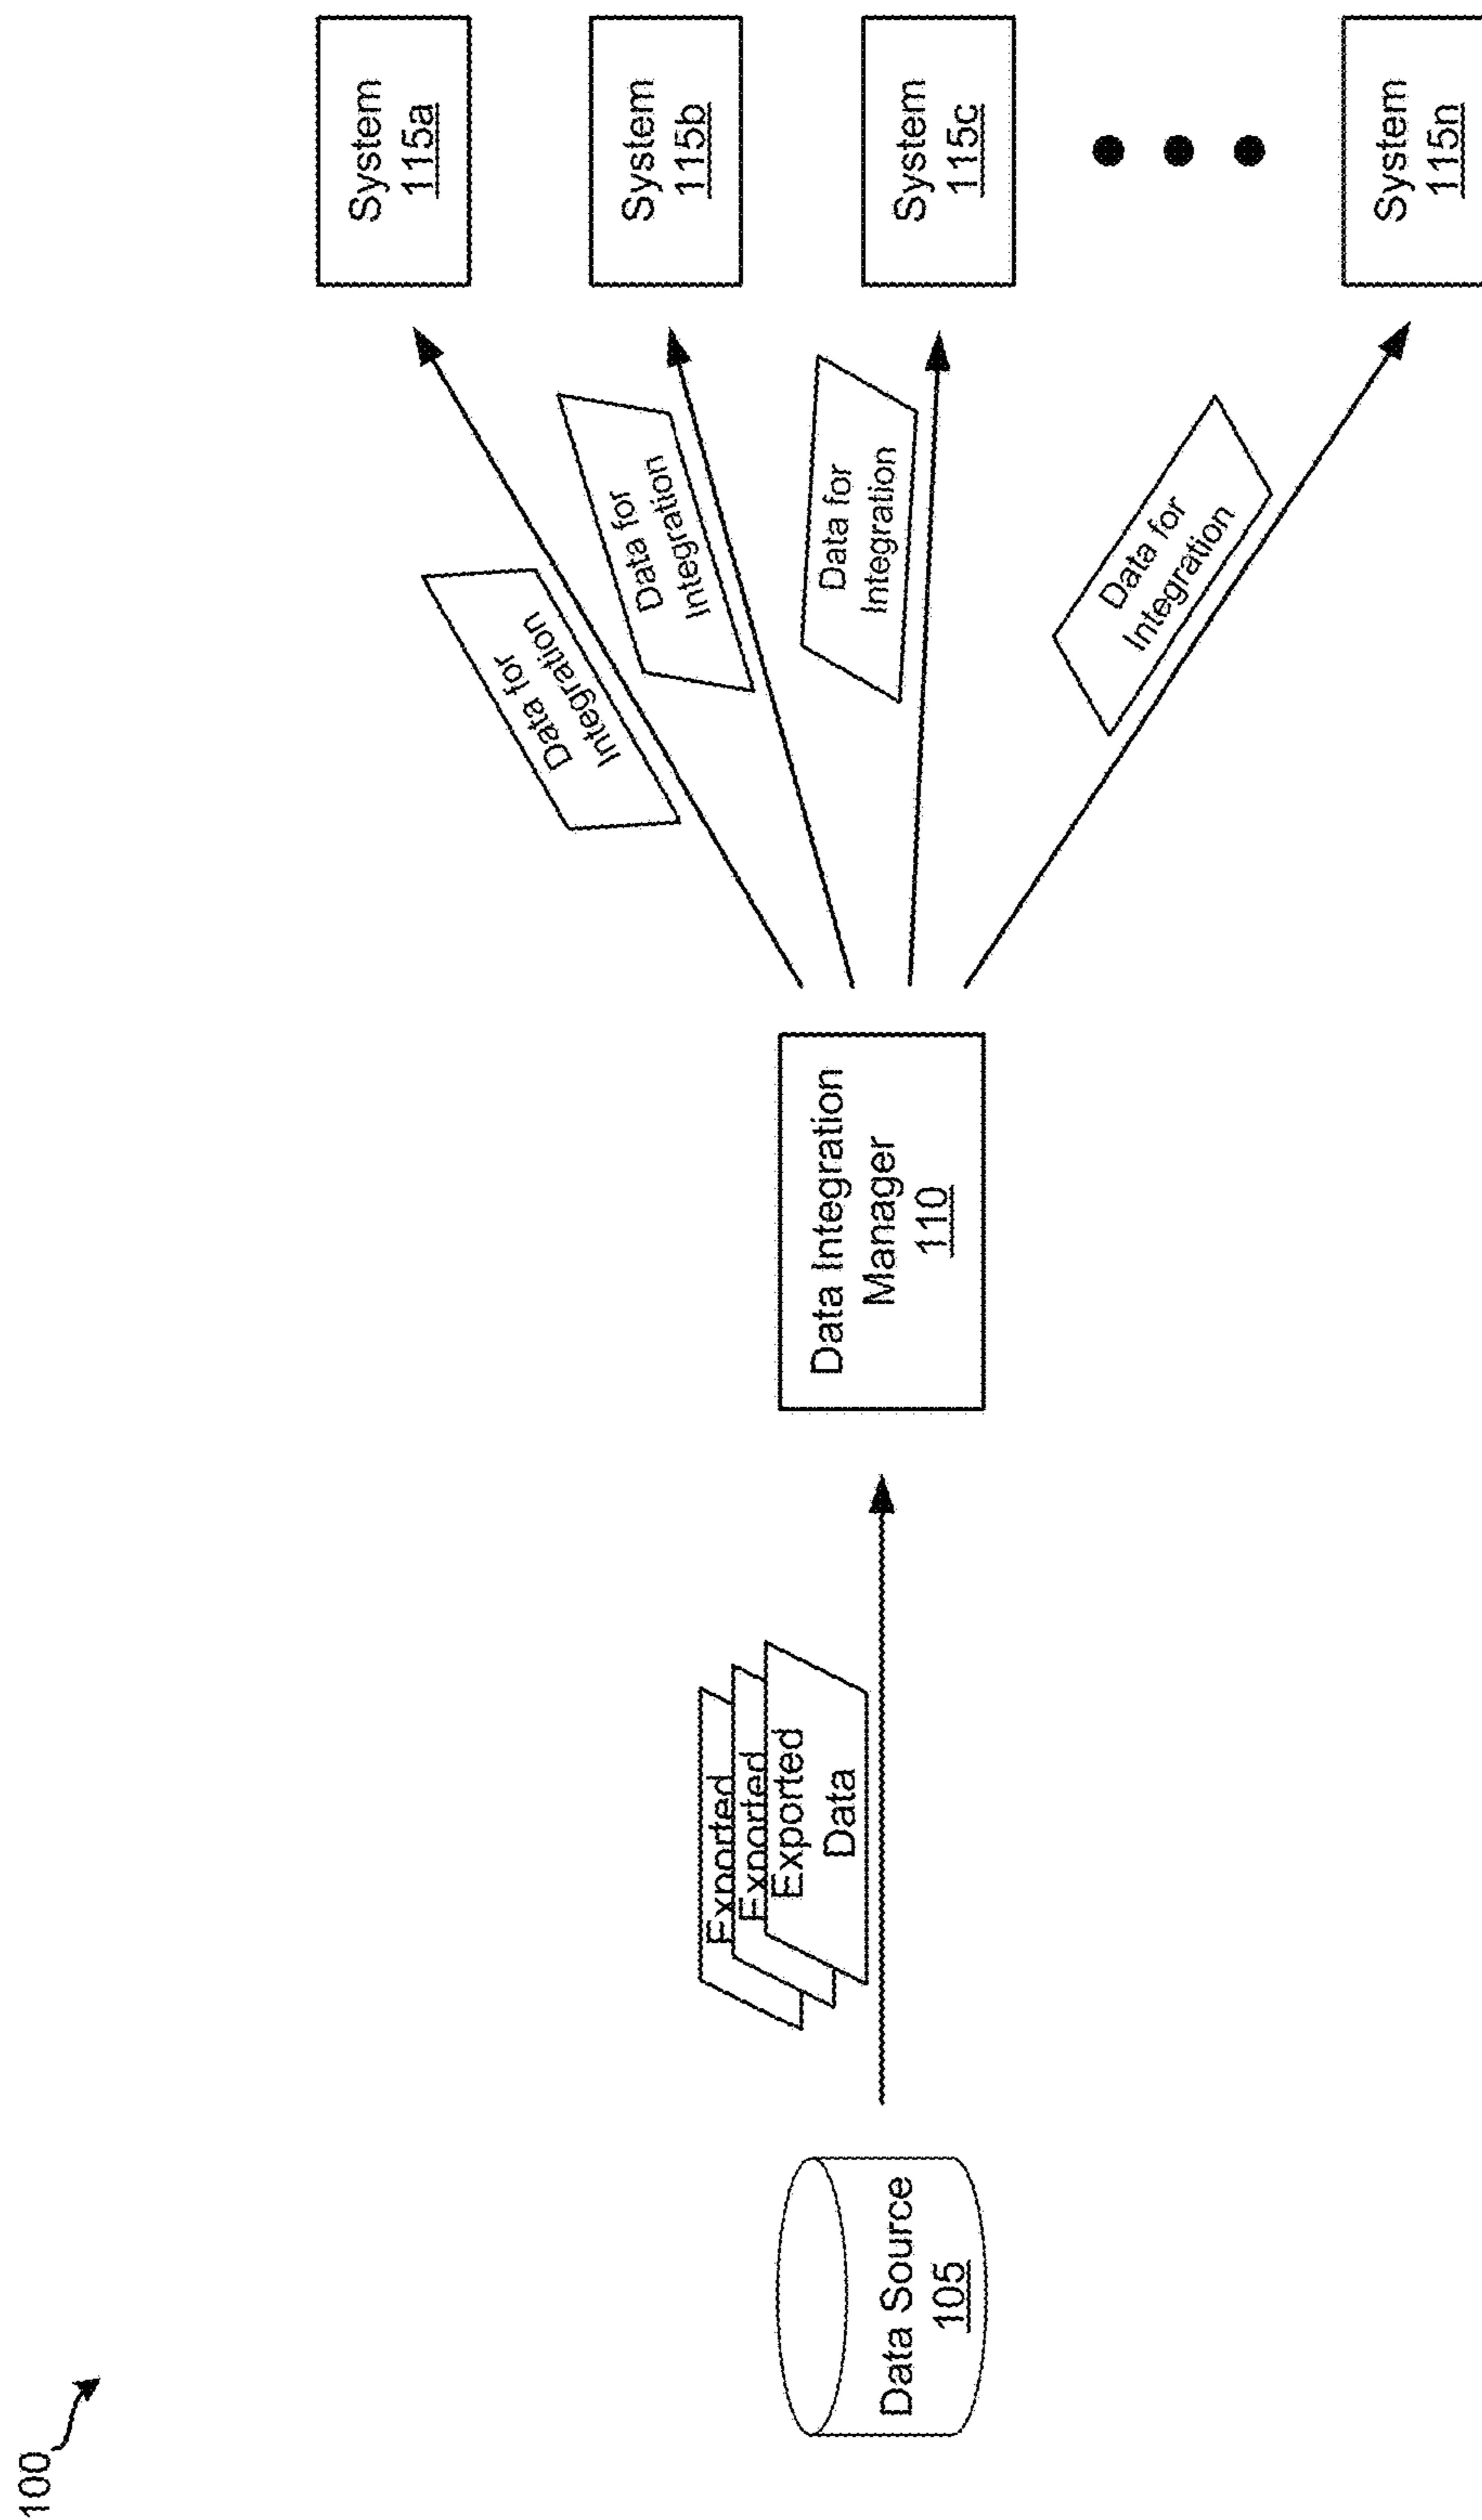 100
Data Source
105
Exported
Exported
Exported
Data
Data Integration
Manager
110
Data for
Integration
Data for
Integration
Data for
Integration
Data for
Integration
System
115a
System
115b
System
115c
System
115n